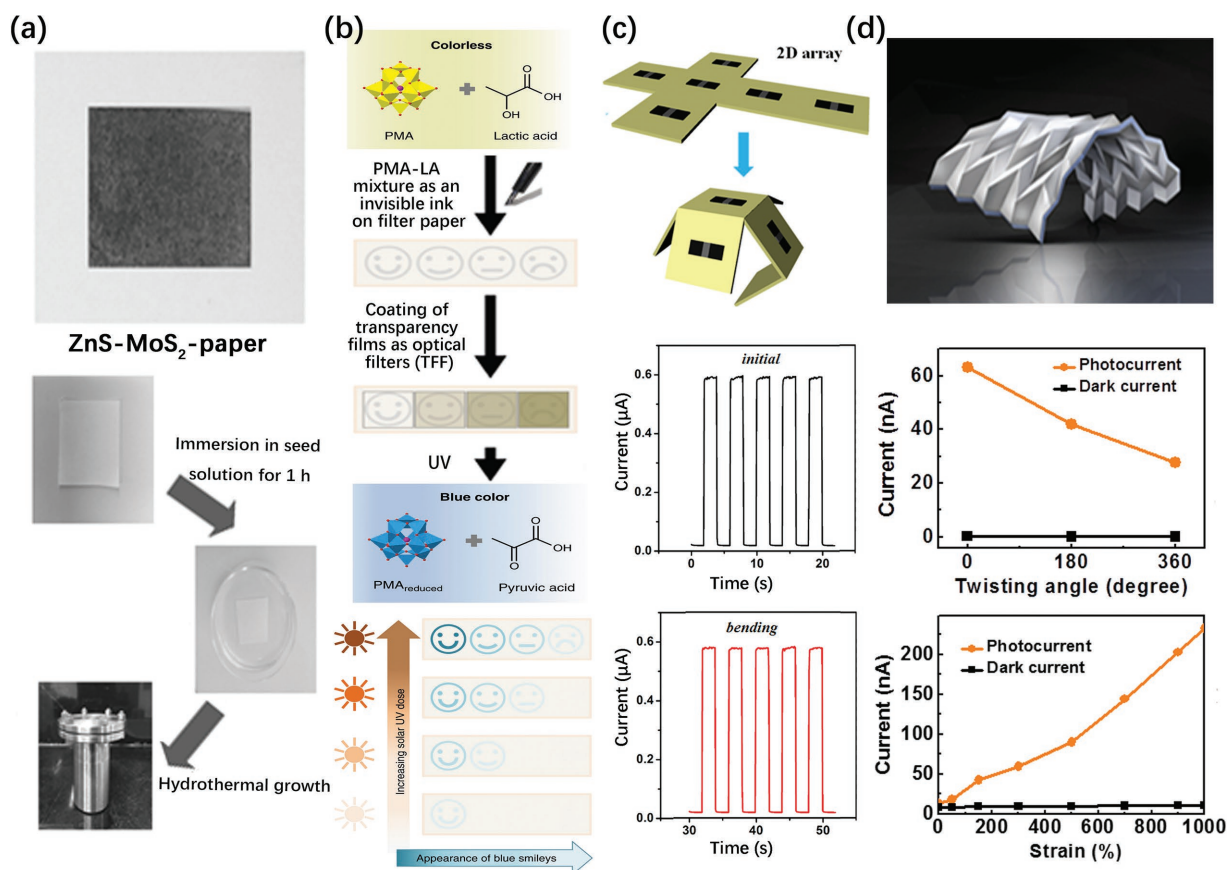 (a)
ZnS-MoS₂-paper
Immersion in seed
solution for 1 h
Hydrothermal growth
(b)
Colorless
O
OH
OH
PMA
Lactic acid
PMA-LA
mixture as an
invisible ink
on filter paper
Coating of
transparency
films as optical
filters (TFF)
UV
Blue color
O
OH
O
PMAreduced
Pyruvic acid
Increasing solar UV dose
Appearance of blue smileys
(c)
2D array
initial
Current (μA)
0.6
0.4
0.2
0.0
0 10 20
Time (s)
bending
Current (μA)
0.6
0.4
0.2
0.0
30 40 50
Time (s)
(d)
Photocurrent
Dark current
Current (nA)
60
40
20
0
0 180 360
Twisting angle (degree)
Photocurrent
Dark current
Current (nA)
200
150
100
50
0
200 400 600 800 1000
Strain (%)